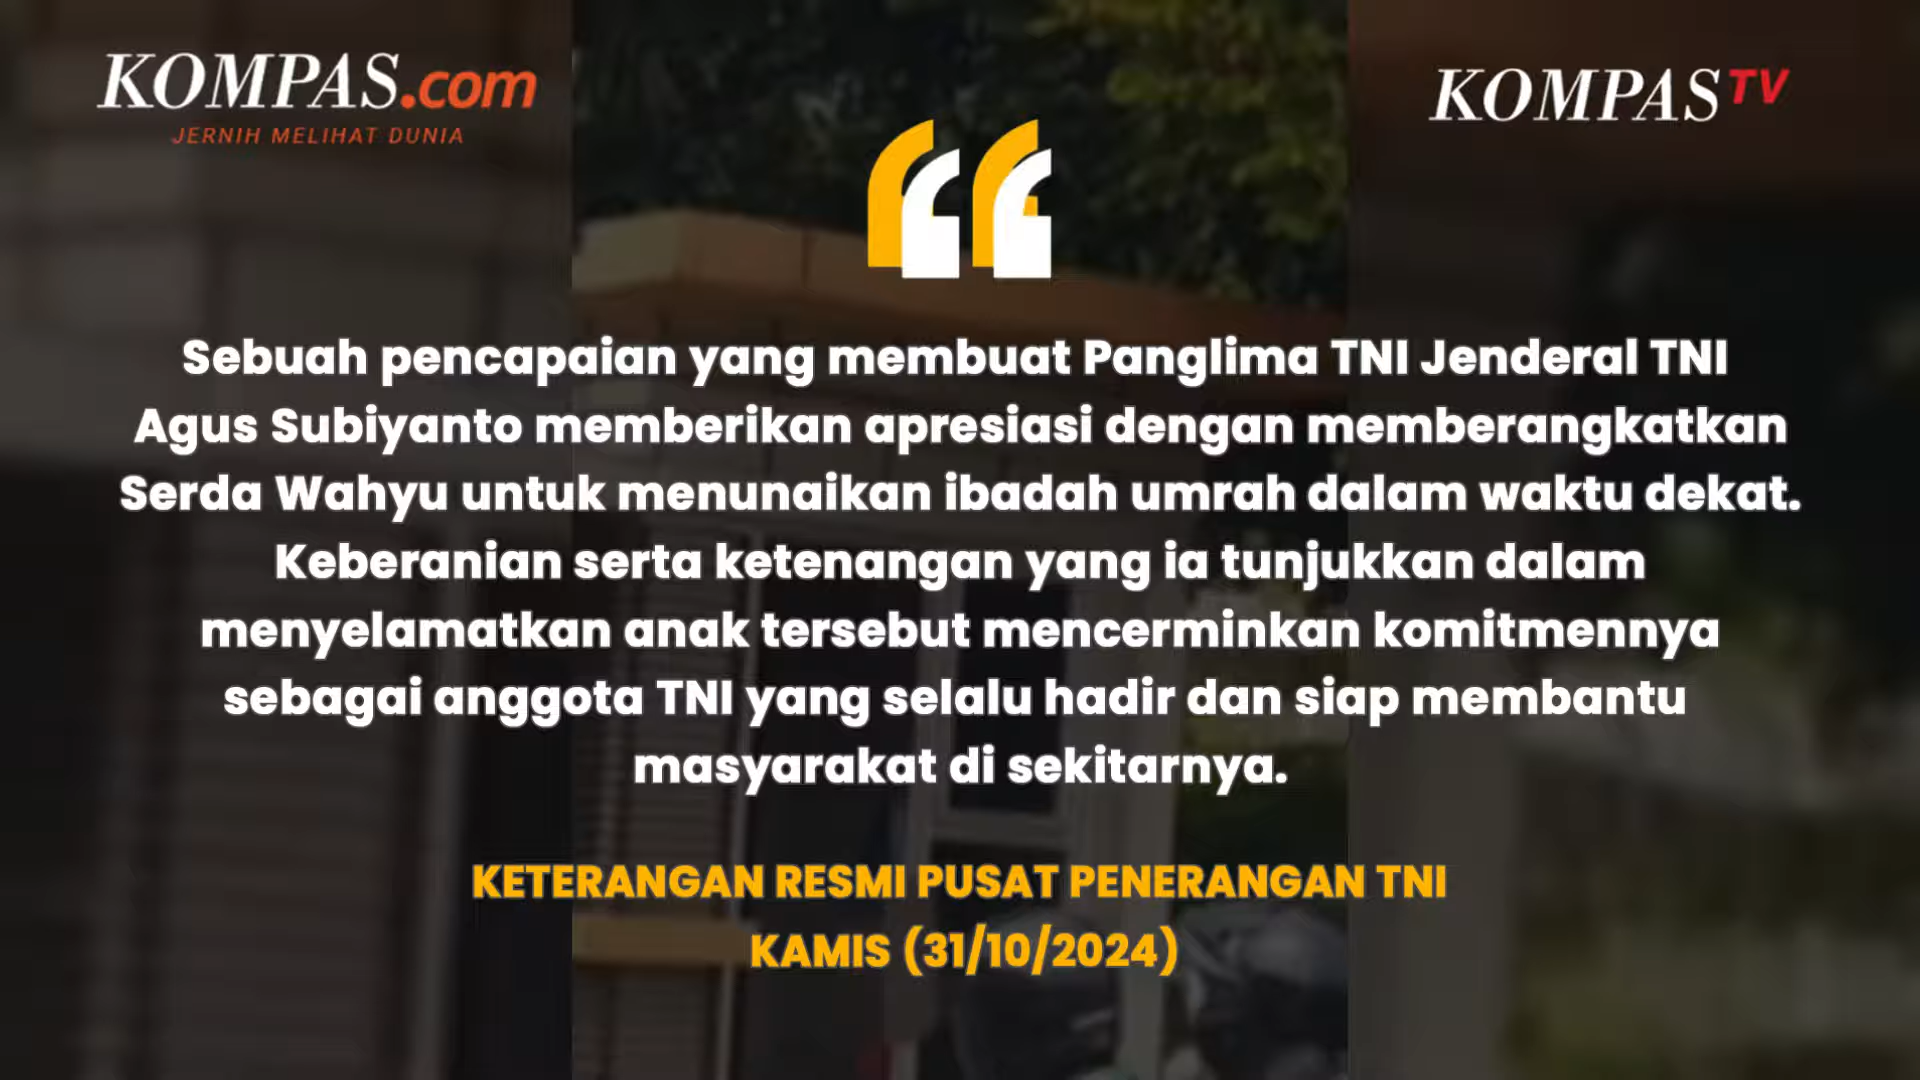 KOMPAS.com
JERNIH MELIHAT DUNIA
KOMPASTV
Sebuah pencapaian yang membuat Panglima TNI Jenderal TNI
Agus Subiyanto memberikan apresiasi dengan memberangkatkan
Serda Wahyu untuk menunaikan ibadah umrah dalam waktu dekat.
Keberanian serta ketenangan yang ia tunjukkan dalam
menyelamatkan anak tersebut mencerminkan komitmennya
sebagai anggota TNI yang selalu hadir dan siap membantu
masyarakat di sekitarnya.
KETERANGAN RESMI PUSAT PENERANGAN TNI
KAMIS (31/10/2024)